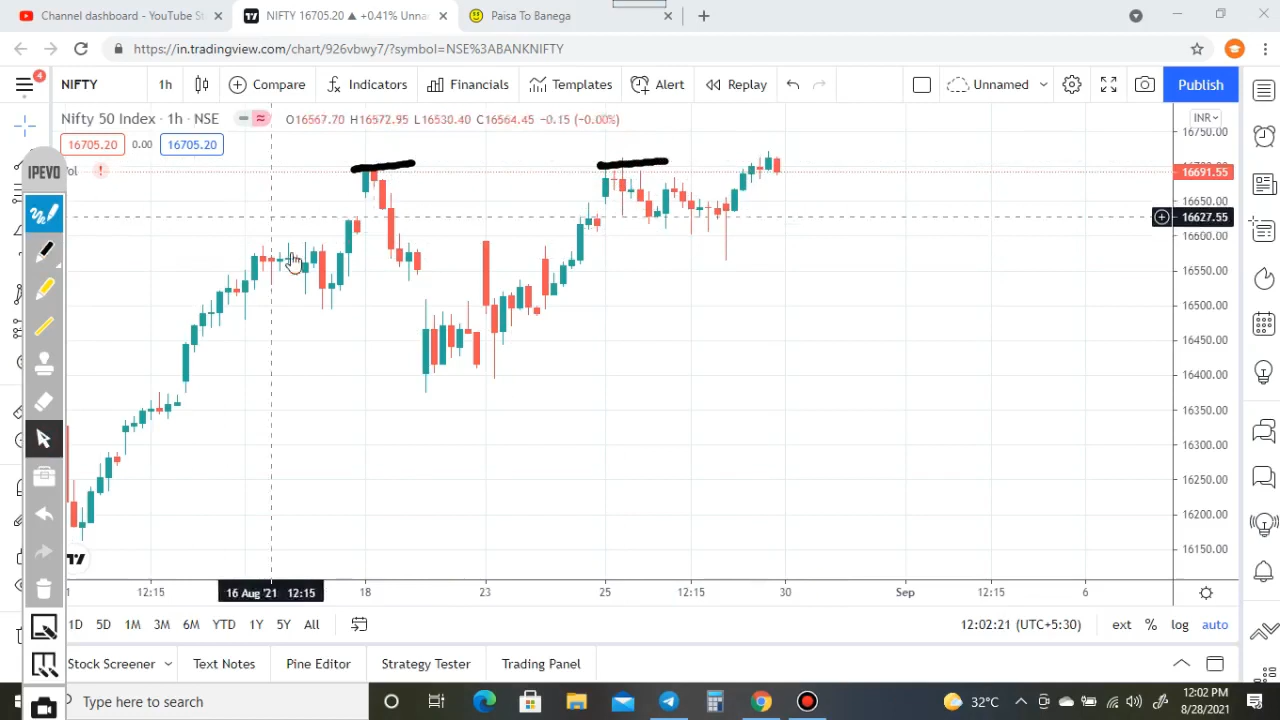 Channel dashboard - YouTube St
NIFTY 16705.20 ▲ +0.41% Unna
Paisa To Banega
https://in.tradingview.com/chart/926vbwy7/?symbol=NSE%3ABANKNIFTY
4
NIFTY
1h
Compare
Indicators
Financials
Templates
Alert
Replay
Unnamed
Publish
Nifty 50 Index · 1h · NSE
O16567.70 H16572.95 L16530.40 C16564.45 −0.15 (−0.00%)
INR
16705.20 0.00 16705.20
IPEVO
16750.00
16691.55
16650.00
16627.55
16600.00
16550.00
16500.00
16450.00
16400.00
16350.00
16300.00
16250.00
16200.00
16150.00
12:15
16 Aug '21 12:15
18
23
25
12:15
30
Sep
12:15
6
1D 5D 1M 3M 6M YTD 1Y 5Y All
12:02:21 (UTC+5:30)
ext % log auto
Stock Screener
Text Notes
Pine Editor
Strategy Tester
Trading Panel
Type here to search
32°C
12:02 PM
8/28/2021